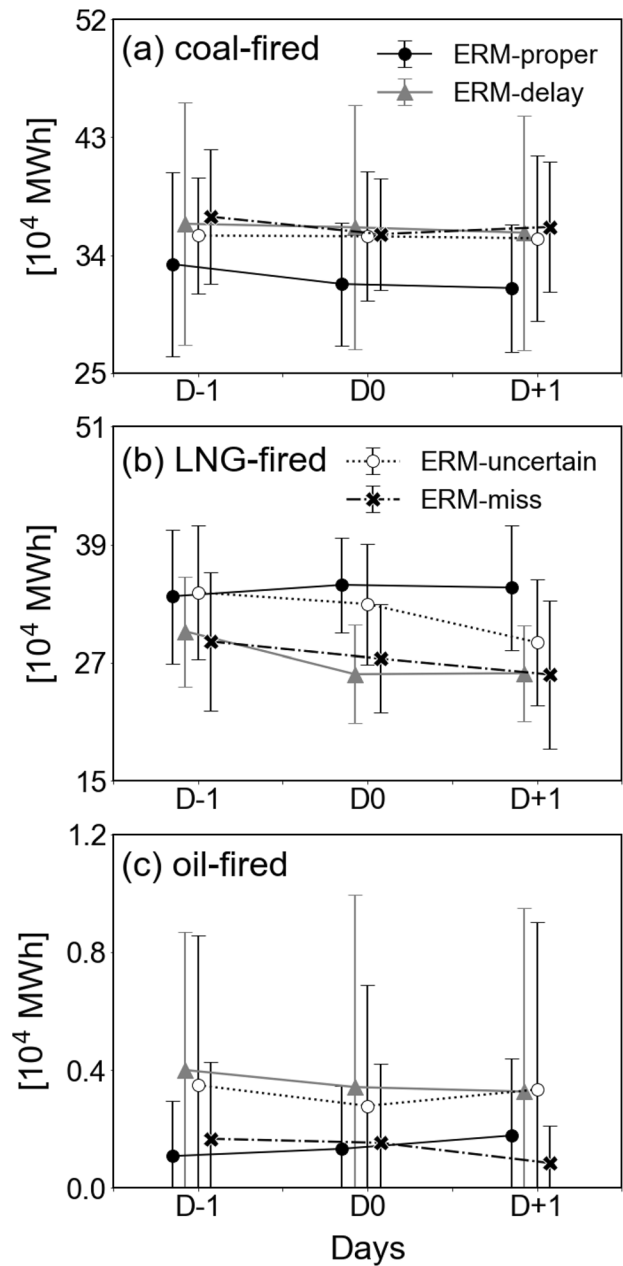 52
(a) coal-fired
ERM-proper
ERM-delay
43
34
25
[10⁴ MWh]
D-1 D0 D+1
51
(b) LNG-fired
ERM-uncertain
ERM-miss
39
27
15
[10⁴ MWh]
D-1 D0 D+1
1.2
(c) oil-fired
0.8
0.4
0.0
[10⁴ MWh]
D-1 D0 D+1
Days